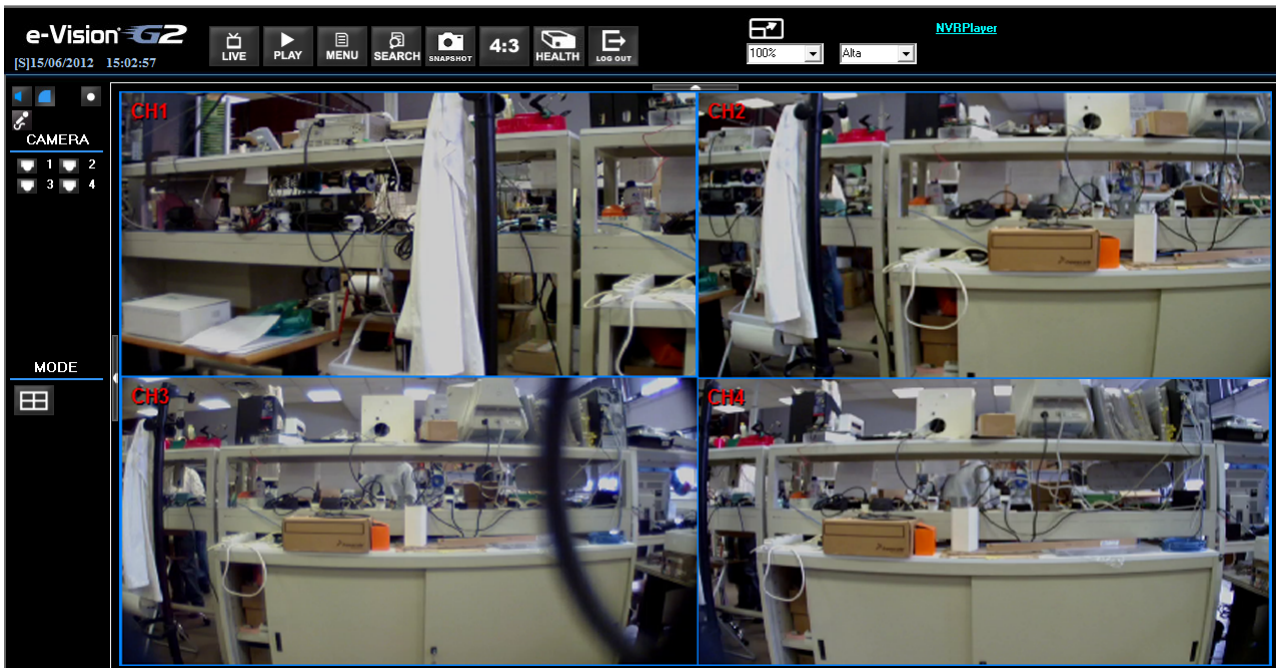 e-Vision G2
[S]15/06/2012 15:02:57
LIVE
PLAY
MENU
SEARCH
SNAPSHOT
4:3
HEALTH
LOG OUT
100%
Alta
NVRPlayer
CAMERA
1 2
3 4
MODE
CH1
CH2
CH3
CH4